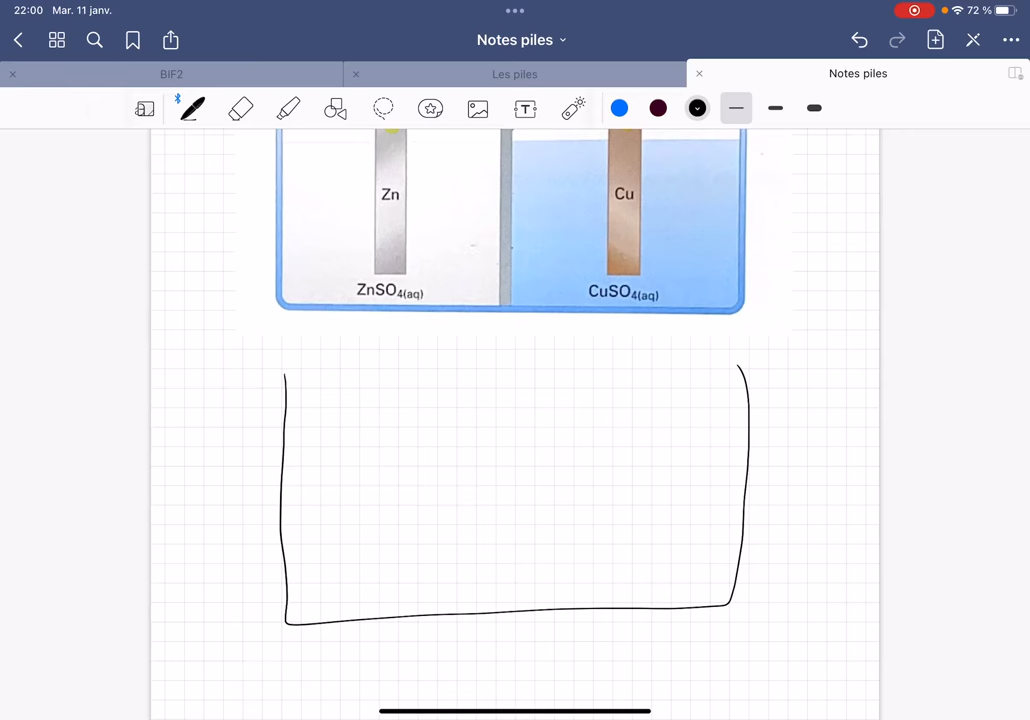 22:00 Mar. 11 janv.
72 %
Notes piles
BIF2
Les piles
Notes piles
T
Zn
Cu
ZnSO4(aq)
CuSO4(aq)